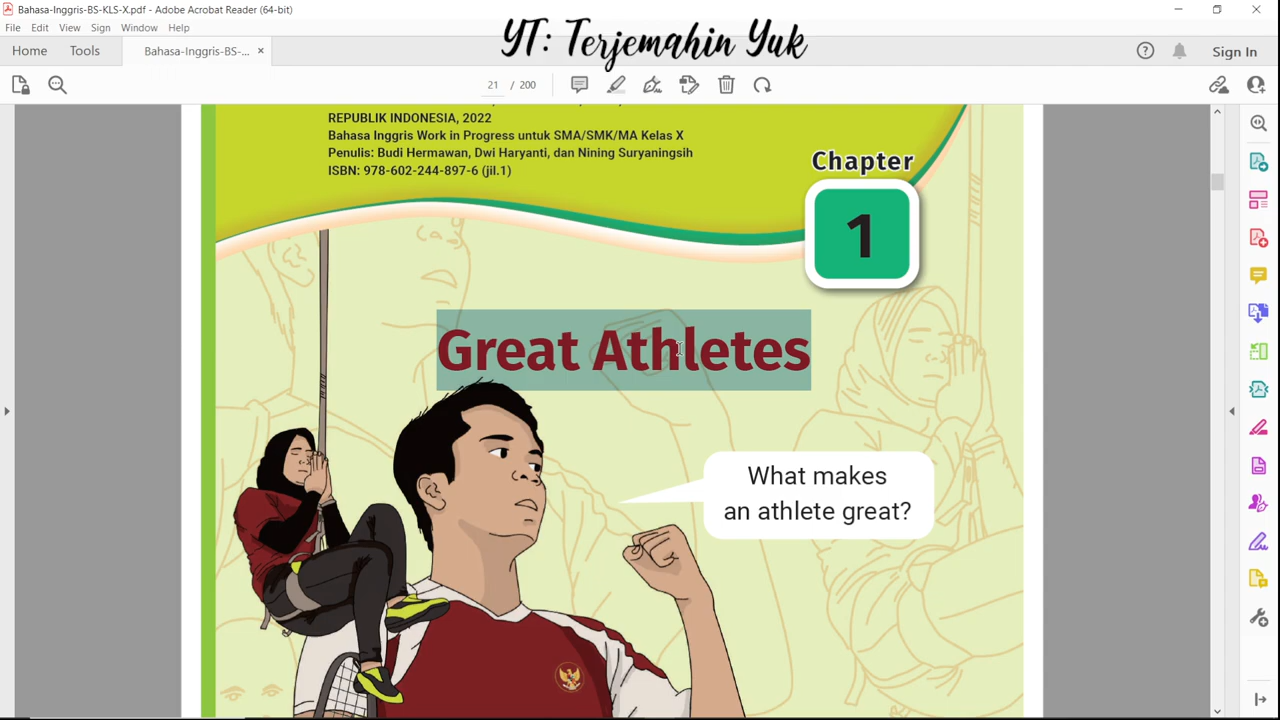 Bahasa-Inggris-BS-KLS-X.pdf - Adobe Acrobat Reader (64-bit)
File Edit View Sign Window Help
YT: Terjemahin Yuk
Home Tools Bahasa-Inggris-BS-... × Sign In
21 / 200
REPUBLIK INDONESIA, 2022
Bahasa Inggris Work in Progress untuk SMA/SMK/MA Kelas X
Penulis: Budi Hermawan, Dwi Haryanti, dan Nining Suryaningsih
ISBN: 978-602-244-897-6 (jil.1)
Chapter
1
Great Athletes
What makes
an athlete great?